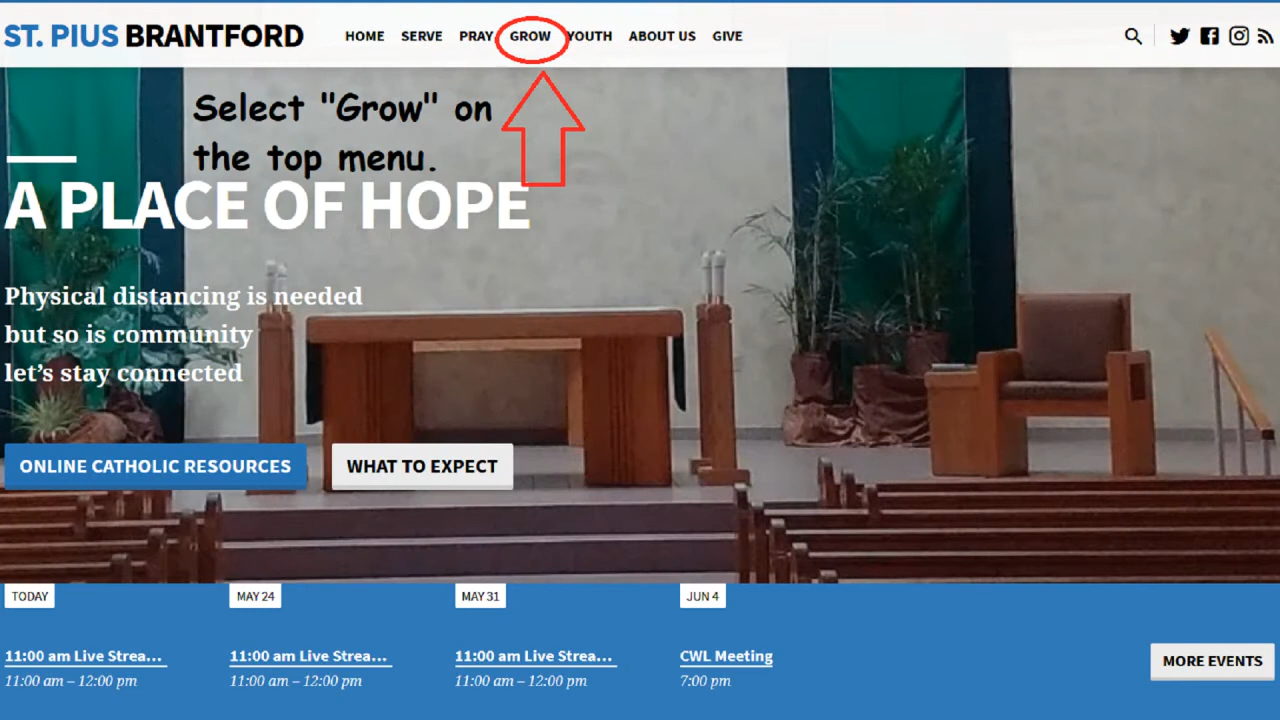 ST. PIUS BRANTFORD HOME SERVE PRAY GROW YOUTH ABOUT US GIVE
Select "Grow" on
the top menu.
A PLACE OF HOPE
Physical distancing is needed
but so is community
let's stay connected
ONLINE CATHOLIC RESOURCES WHAT TO EXPECT
TODAY MAY 24 MAY 31 JUN 4
11:00 am Live Strea... 11:00 am Live Strea... 11:00 am Live Strea... CWL Meeting
11:00 am – 12:00 pm 11:00 am – 12:00 pm 11:00 am – 12:00 pm 7:00 pm
MORE EVENTS